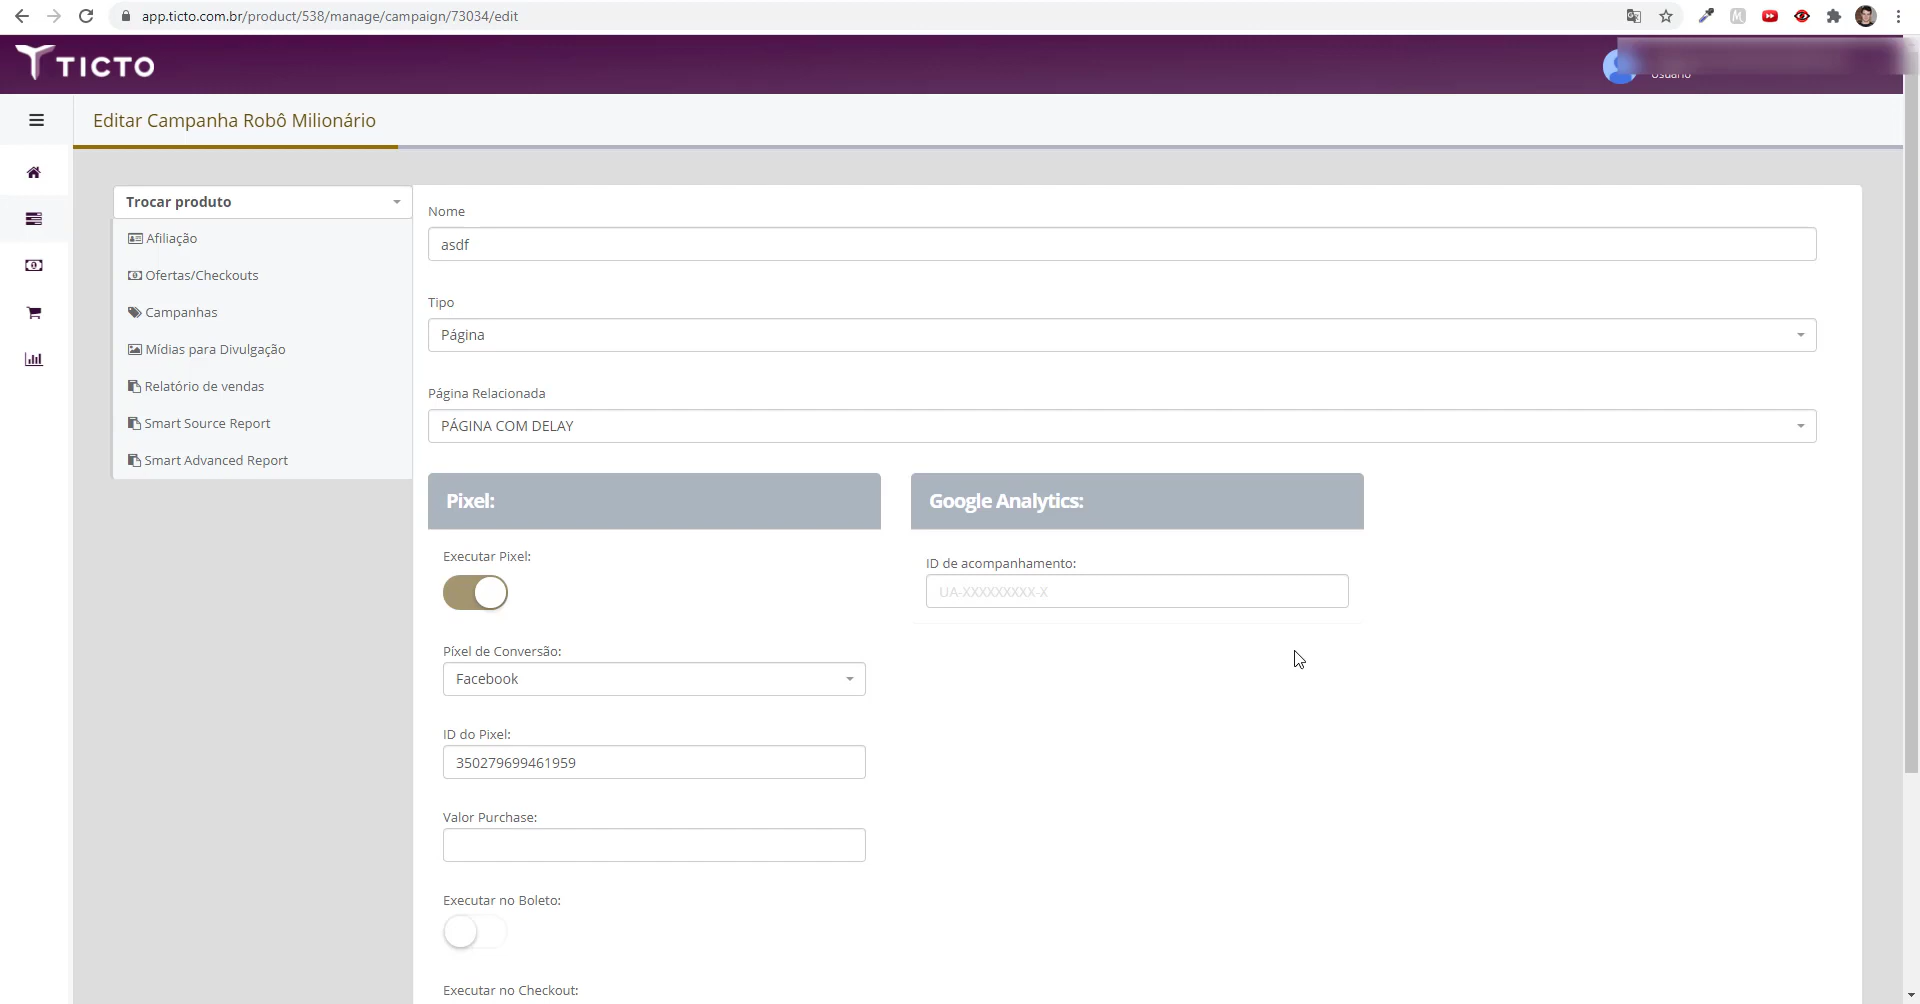 app.ticto.com.br/product/538/manage/campaign/73034/edit
TICTO
Usuário
Editar Campanha Robô Milionário
Trocar produto
Afiliação
Ofertas/Checkouts
Campanhas
Mídias para Divulgação
Relatório de vendas
Smart Source Report
Smart Advanced Report
Nome
asdf
Tipo
Página
Página Relacionada
PÁGINA COM DELAY
Pixel:
Executar Pixel:
Píxel de Conversão:
Facebook
ID do Pixel:
350279699461959
Valor Purchase:
Executar no Boleto:
Executar no Checkout:
Google Analytics:
ID de acompanhamento:
UA-XXXXXXXXX-X